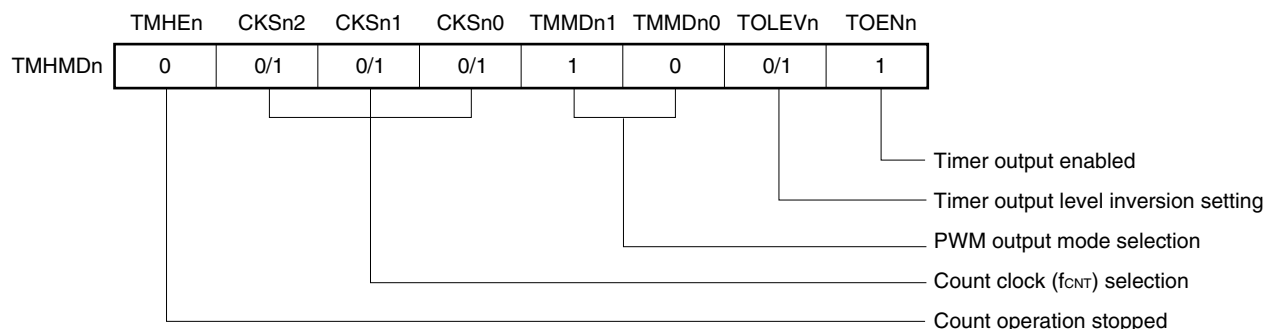 TMHEn CKSn2 CKSn1 CKSn0 TMMDn1 TMMDn0 TOLEVn TOENn
TMHMDn 0 0/1 0/1 0/1 1 0 0/1 1
Timer output enabled
Timer output level inversion setting
PWM output mode selection
Count clock (fCNT) selection
Count operation stopped